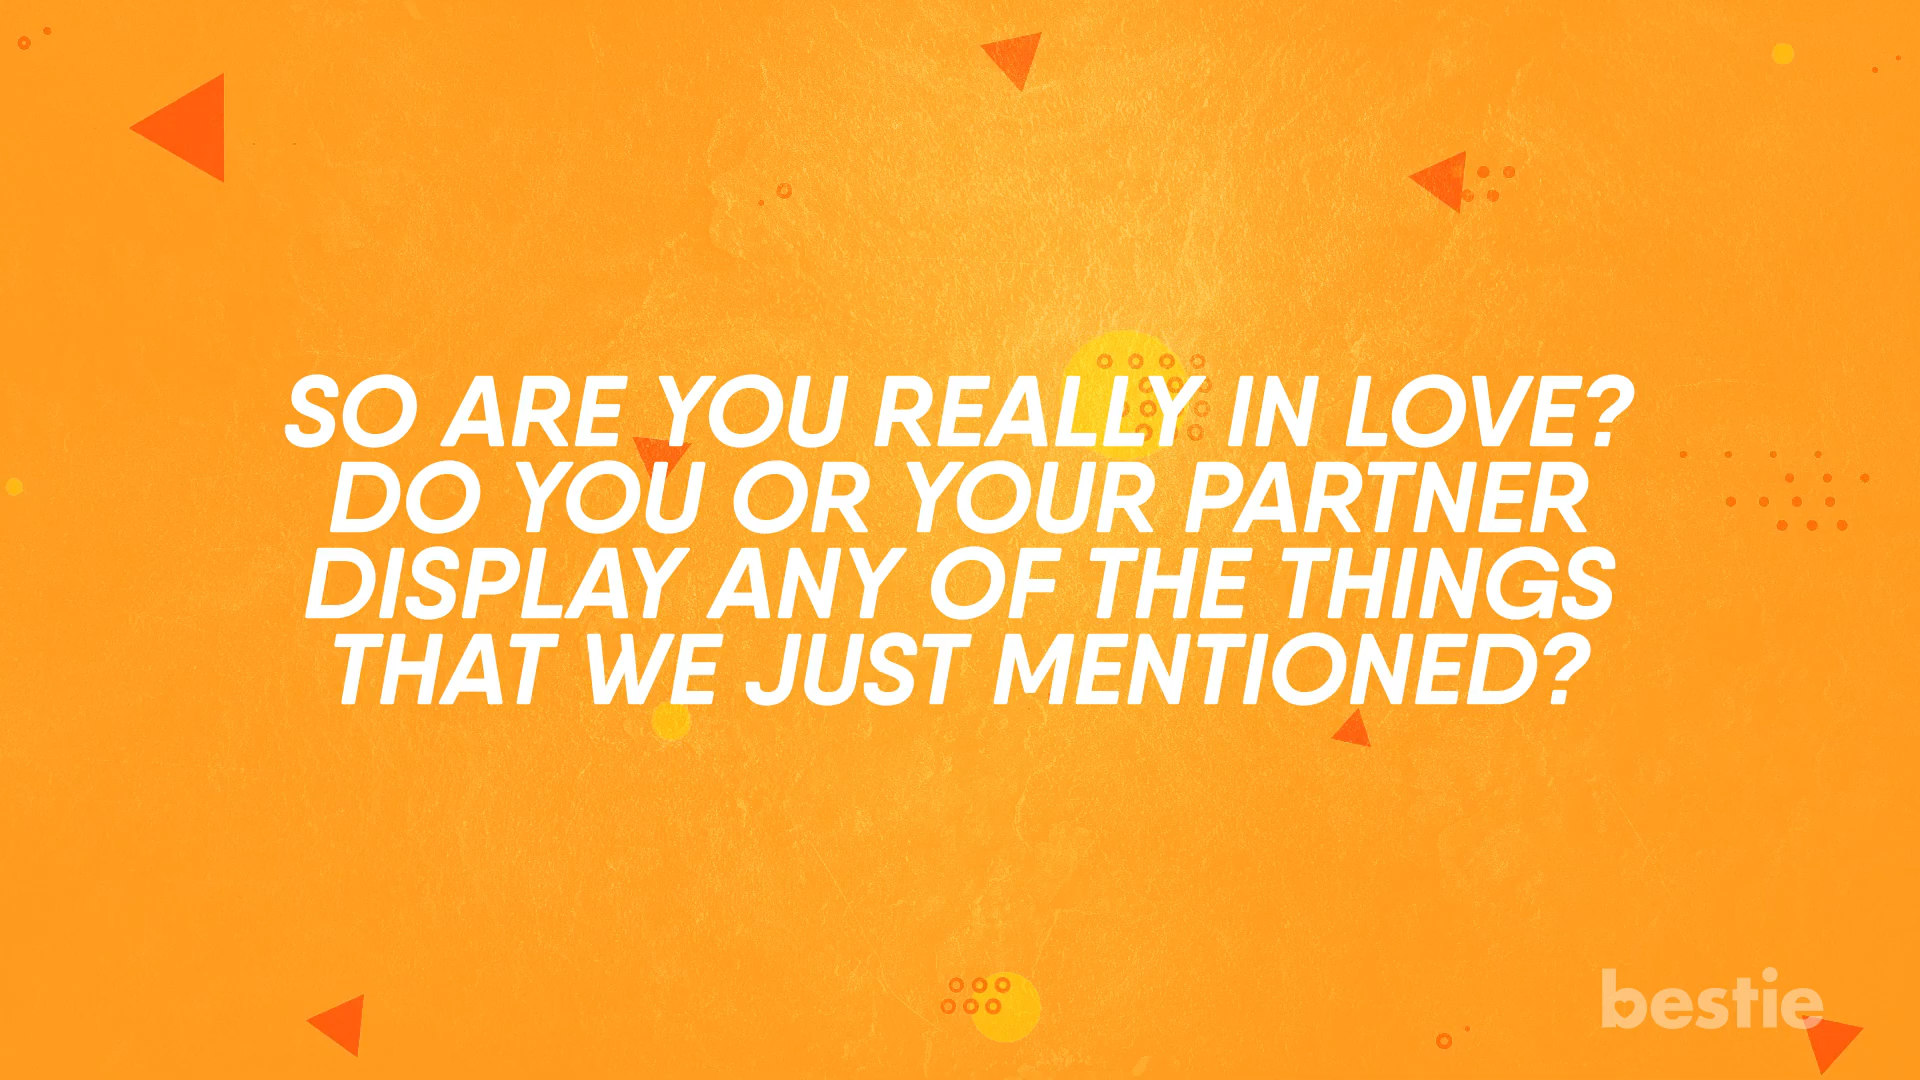 SO ARE YOU REALLY IN LOVE?
DO YOU OR YOUR PARTNER
DISPLAY ANY OF THE THINGS
THAT WE JUST MENTIONED?
bestie